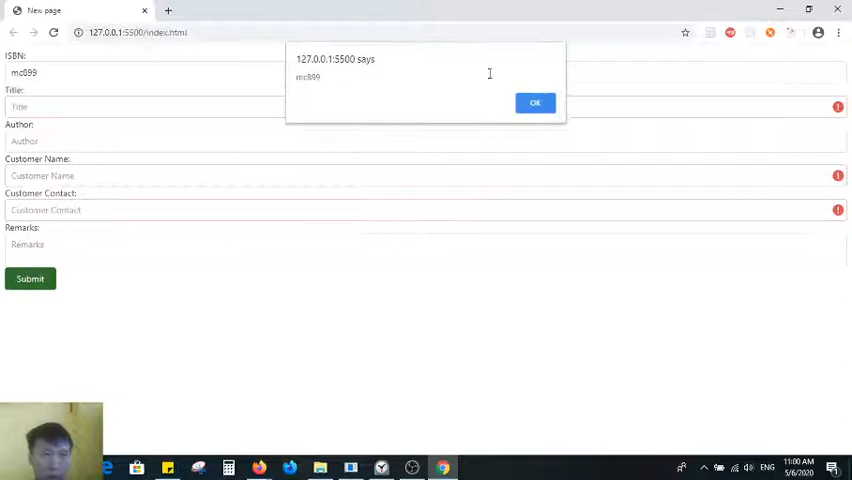 New page
127.0.0.1:5500/index.html
127.0.0.1:5500 says
mc899
OK
ISBN:
mc899
Title:
Title
Author:
Author
Customer Name:
Customer Name
Customer Contact:
Customer Contact
Remarks:
Remarks
Submit
11:00 AM
ENG
5/6/2020